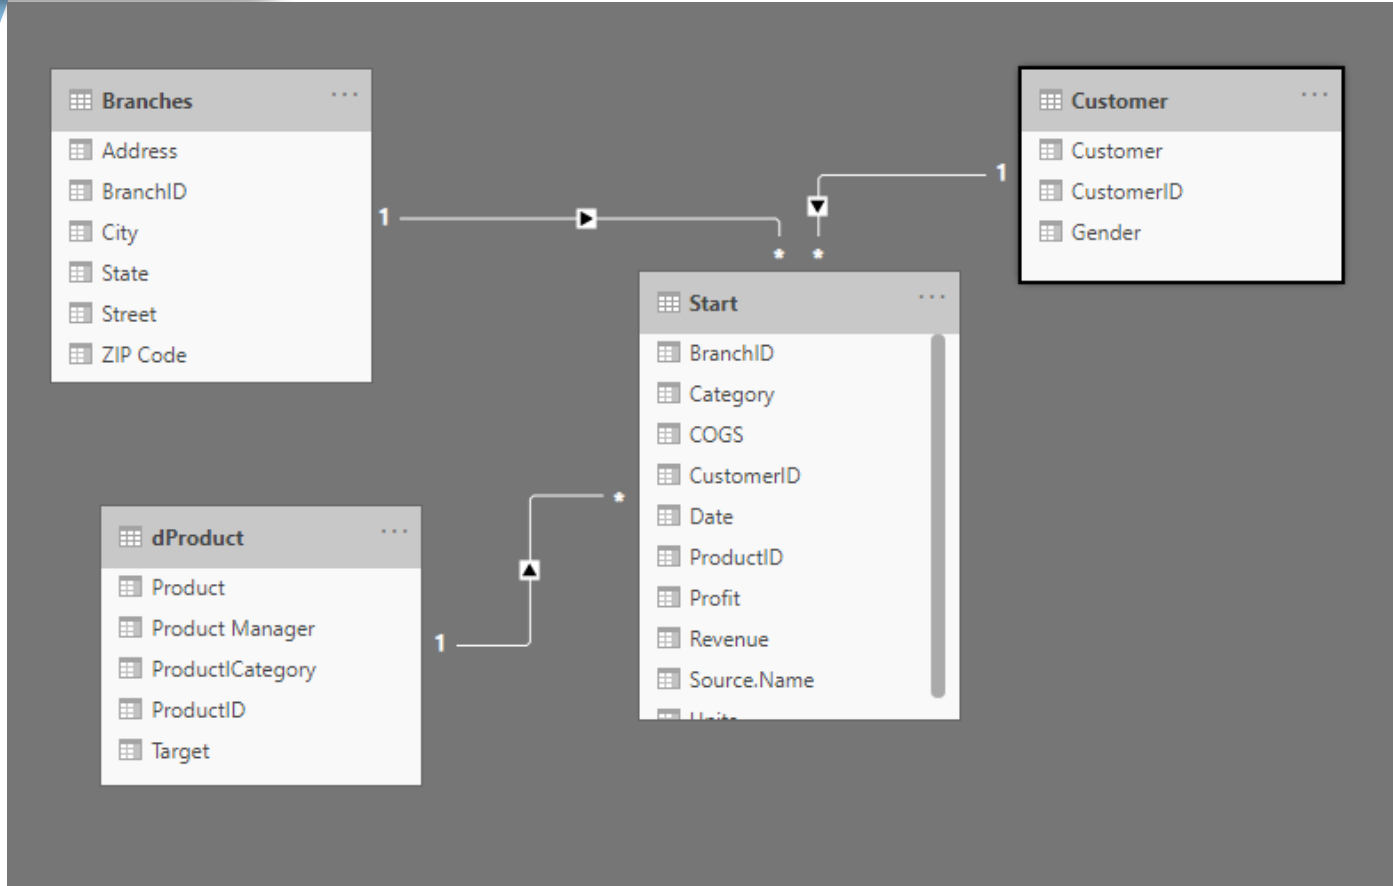 Branches
Address
BranchID
City
State
Street
ZIP Code
Customer
Customer
CustomerID
Gender
1
1
*
*
Start
BranchID
Category
COGS
CustomerID
Date
ProductID
Profit
Revenue
Source.Name
*
dProduct
Product
Product Manager
ProductlCategory
ProductID
Target
1